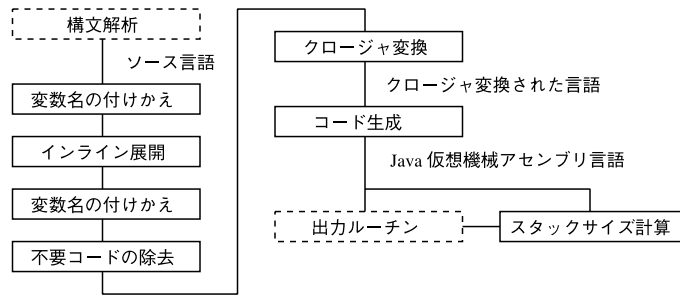 構文解析
ソース言語
変数名の付けかえ
インライン展開
変数名の付けかえ
不要コードの除去
クロージャ変換
クロージャ変換された言語
コード生成
Java 仮想機械アセンブリ言語
出力ルーチン
スタックサイズ計算